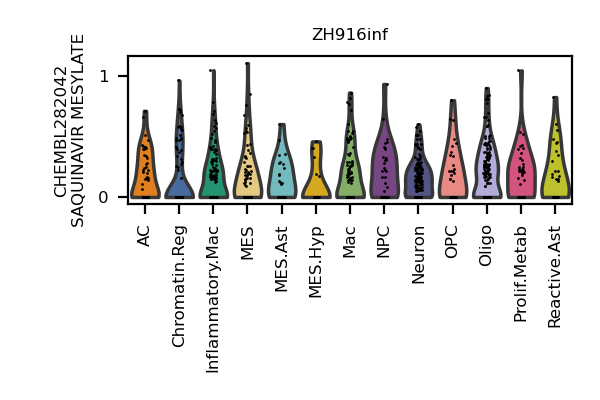 ZH916inf
CHEMBL282042
SAQUINAVIR MESYLATE
1
0
AC
Chromatin.Reg
Inflammatory.Mac
MES
MES.Ast
MES.Hyp
Mac
NPC
Neuron
OPC
Oligo
Prolif.Metab
Reactive.Ast